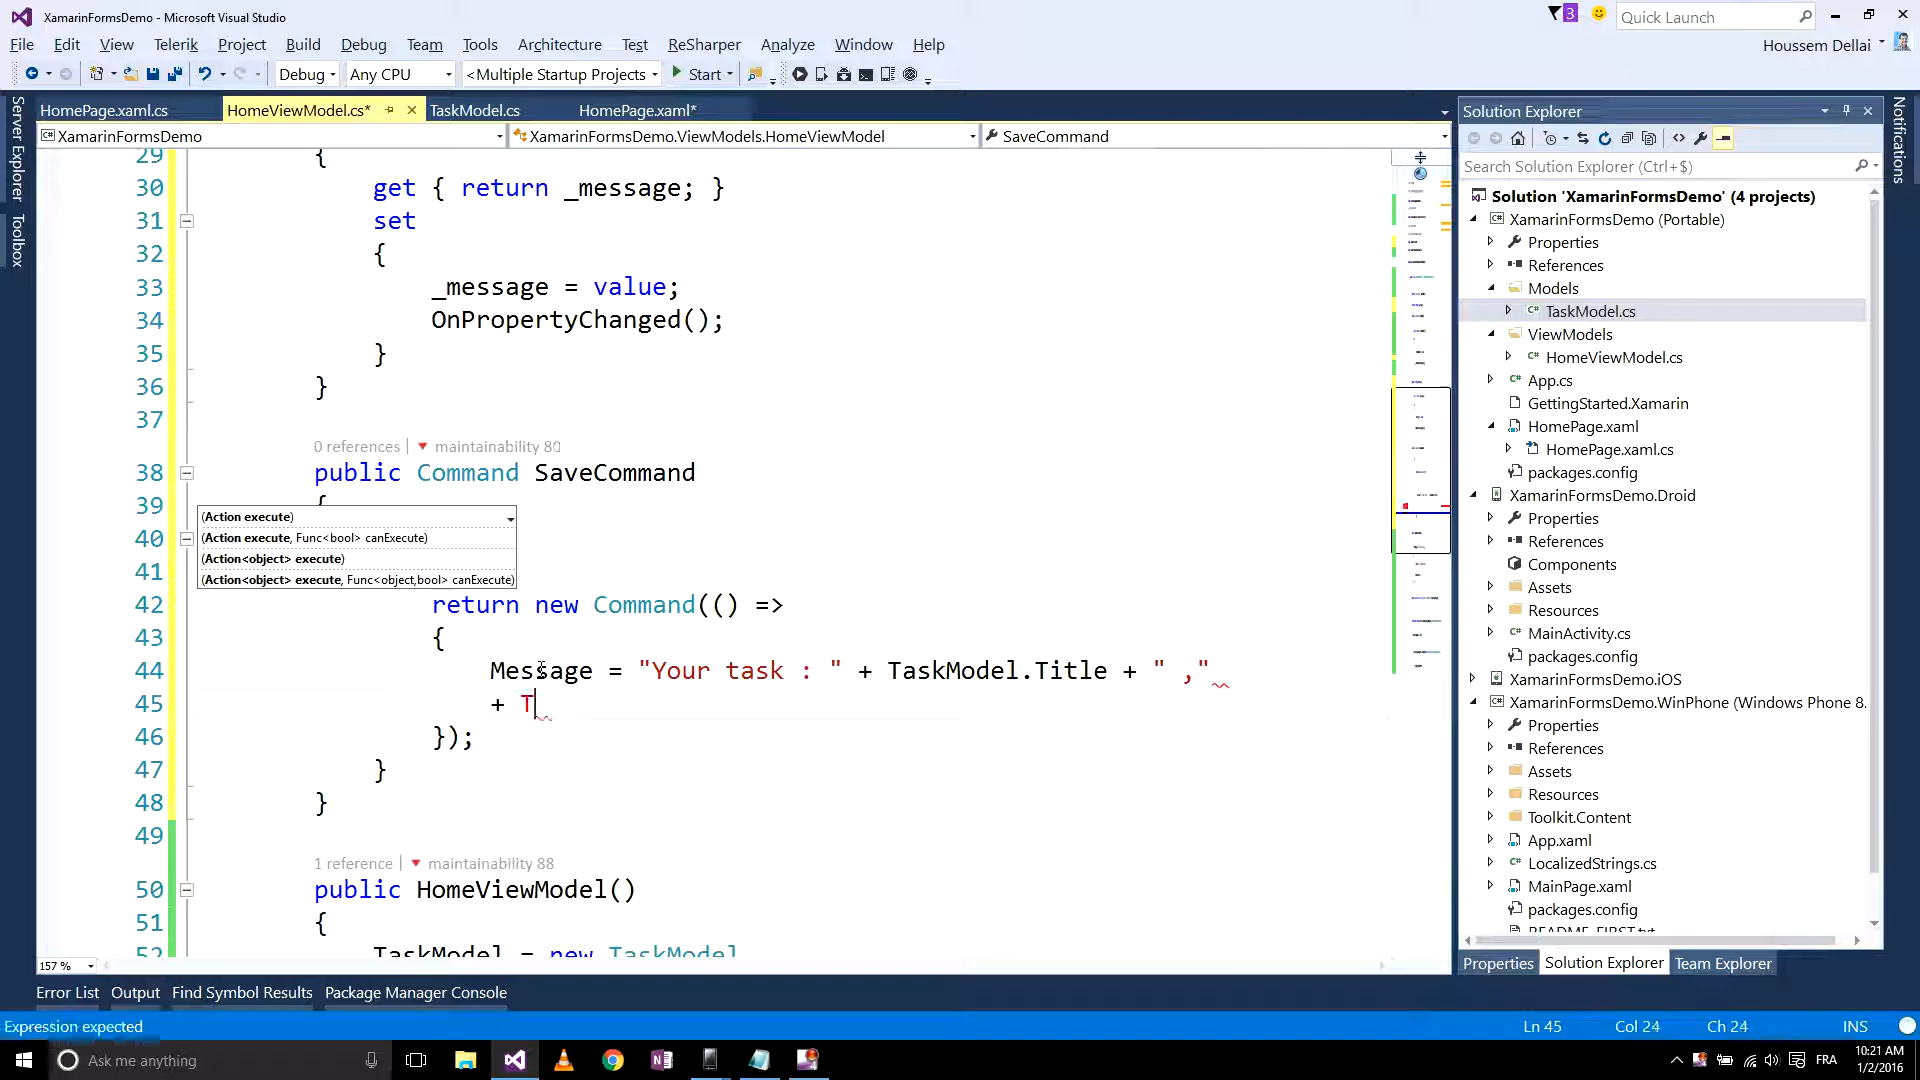 XamarinFormsDemo - Microsoft Visual Studio
3
Quick Launch
File Edit View Telerik Project Build Debug Team Tools Architecture Test ReSharper Analyze Window Help
Houssem Dellai
Debug Any CPU <Multiple Startup Projects> Start
Server Explorer
Toolbox
HomePage.xaml.cs HomeViewModel.cs* TaskModel.cs HomePage.xaml*
XamarinFormsDemo XamarinFormsDemo.ViewModels.HomeViewModel SaveCommand
29 {
30 get { return _message; }
31 set
32 {
33 _message = value;
34 OnPropertyChanged();
35 }
36 }
37
0 references | maintainability 80
38 public Command SaveCommand
39 {
(Action execute)
40
(Action execute, Func<bool> canExecute)
(Action<object> execute)
41
(Action<object> execute, Func<object,bool> canExecute)
42 return new Command(() =>
43 {
44 Message = "Your task : " + TaskModel.Title + " ,"
45 + T
46 });
47 }
48 }
49
1 reference | maintainability 88
50 public HomeViewModel()
51 {
52 TaskModel = new TaskModel
157 %
Solution Explorer
Search Solution Explorer (Ctrl+$)
Solution 'XamarinFormsDemo' (4 projects)
XamarinFormsDemo (Portable)
Properties
References
Models
TaskModel.cs
ViewModels
HomeViewModel.cs
App.cs
GettingStarted.Xamarin
HomePage.xaml
HomePage.xaml.cs
packages.config
XamarinFormsDemo.Droid
Properties
References
Components
Assets
Resources
MainActivity.cs
packages.config
XamarinFormsDemo.iOS
XamarinFormsDemo.WinPhone (Windows Phone 8.
Properties
References
Assets
Resources
Toolkit.Content
App.xaml
LocalizedStrings.cs
MainPage.xaml
packages.config
README_FIRST.txt
Properties Solution Explorer Team Explorer
Notifications
Error List Output Find Symbol Results Package Manager Console
Expression expected Ln 45 Col 24 Ch 24 INS
Ask me anything
FRA
10:21 AM
1/2/2016